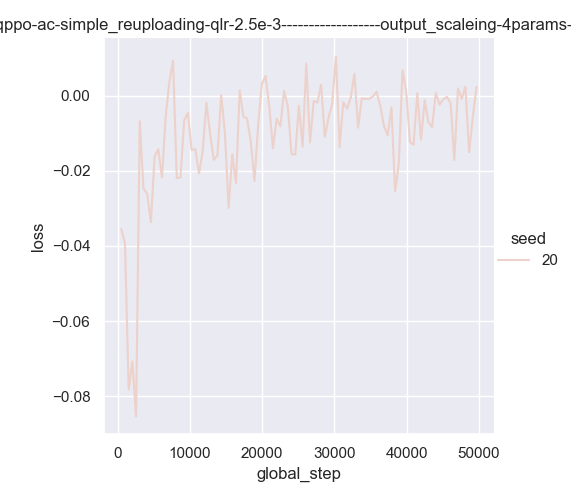 qppo-ac-simple_reuploading-qlr-2.5e-3------------------output_scaleing-4params-
0.00
−0.02
−0.04
−0.06
−0.08
loss
0 10000 20000 30000 40000 50000
global_step
seed
20